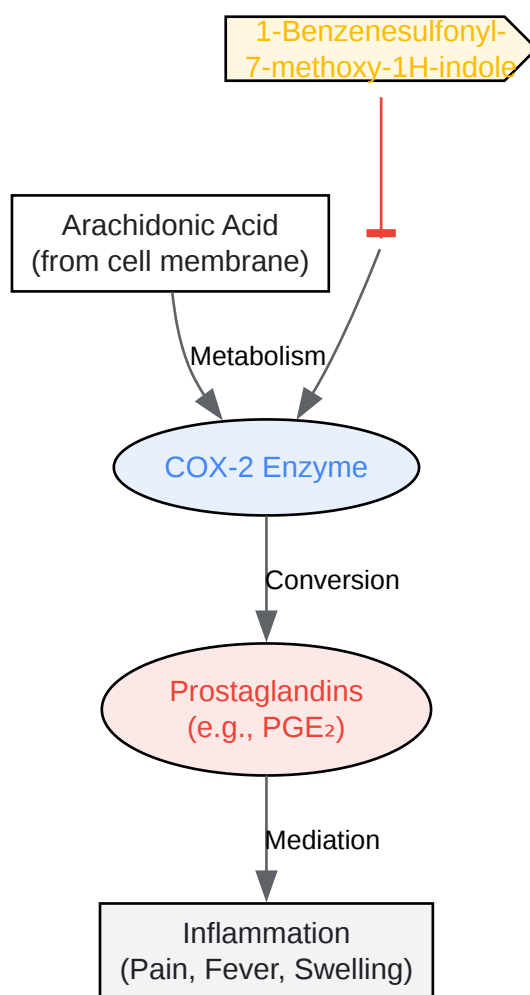 1-Benzenesulfonyl-
7-methoxy-1H-indole
Arachidonic Acid
(from cell membrane)
Metabolism
COX-2 Enzyme
Conversion
Prostaglandins
(e.g., PGE₂)
Mediation
Inflammation
(Pain, Fever, Swelling)